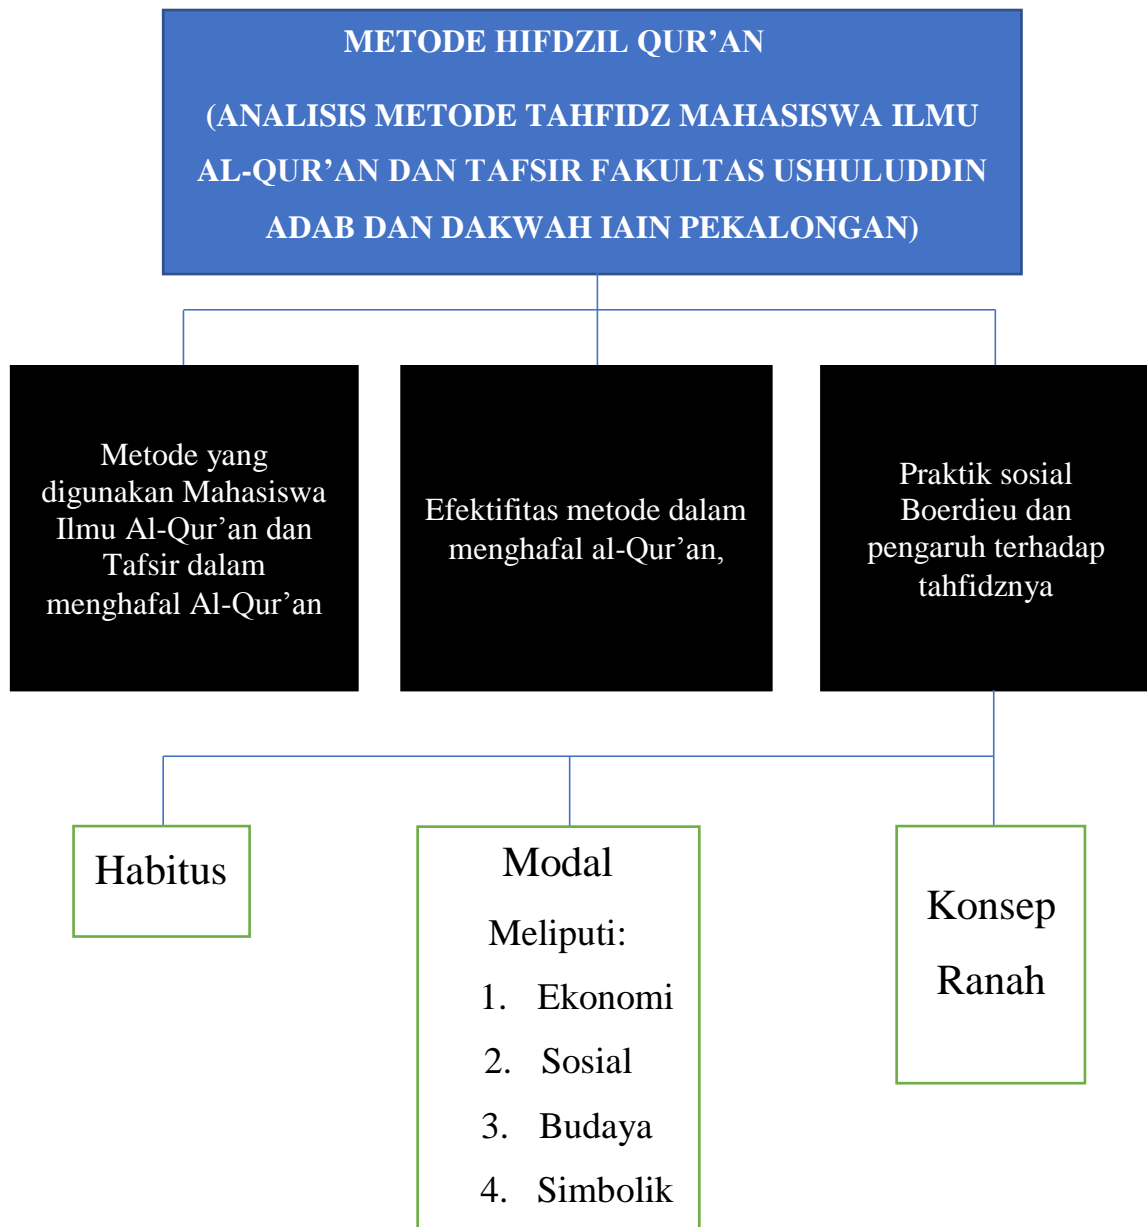 METODE HIFDZIL QUR’AN
(ANALISIS METODE TAHFIDZ MAHASISWA ILMU
AL-QUR’AN DAN TAFSIR FAKULTAS USHULUDDIN
ADAB DAN DAKWAH IAIN PEKALONGAN)
Metode yang
digunakan Mahasiswa
Ilmu Al-Qur’an dan
Tafsir dalam
menghafal Al-Qur’an
Efektifitas metode dalam
menghafal al-Qur’an,
Praktik sosial
Boerdieu dan
pengaruh terhadap
tahfidznya
Habitus
Modal
Meliputi:
1. Ekonomi
2. Sosial
3. Budaya
4. Simbolik
Konsep
Ranah